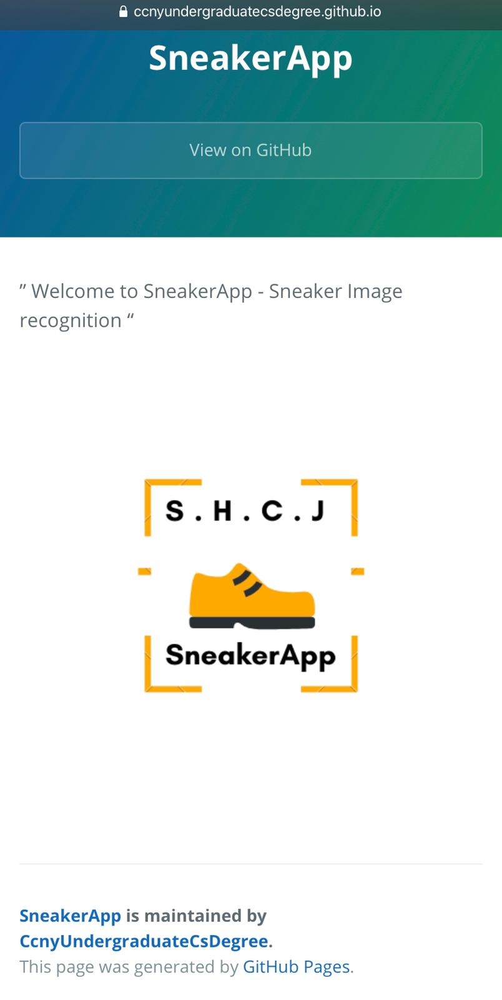 ccnyundergraduatecsdegree.github.io
SneakerApp
View on GitHub
” Welcome to SneakerApp - Sneaker Image
recognition “
S . H . C . J
SneakerApp
SneakerApp is maintained by
CcnyUndergraduateCsDegree.
This page was generated by GitHub Pages.